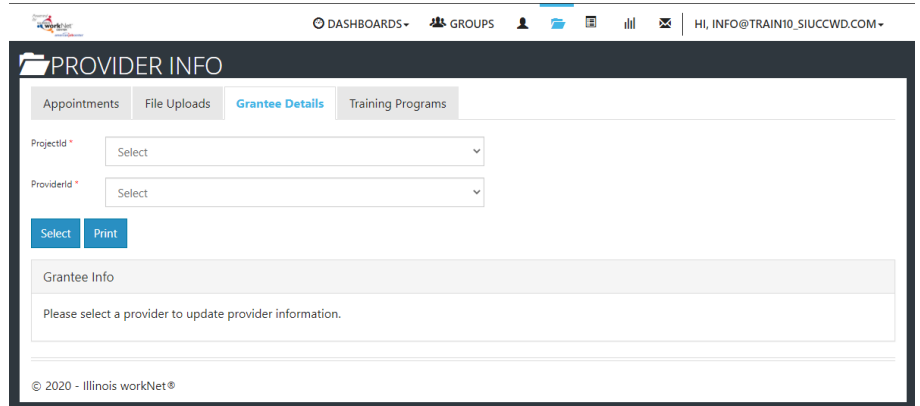 workNet
DASHBOARDS GROUPS HI, INFO@TRAIN10_SIUCCWD.COM
PROVIDER INFO
Appointments File Uploads Grantee Details Training Programs
ProjectId * Select
ProviderId * Select
Select Print
Grantee Info
Please select a provider to update provider information.
© 2020 - Illinois workNet®